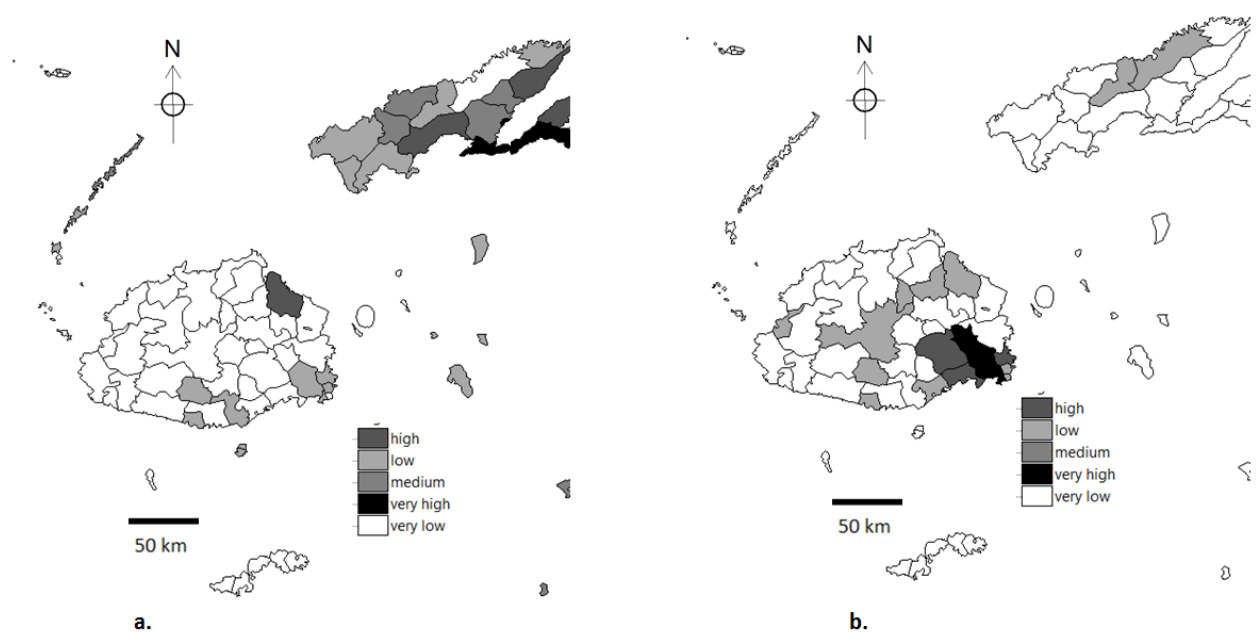 N
high
low
medium
very high
very low
50 km
a.
N
high
low
medium
very high
very low
50 km
b.